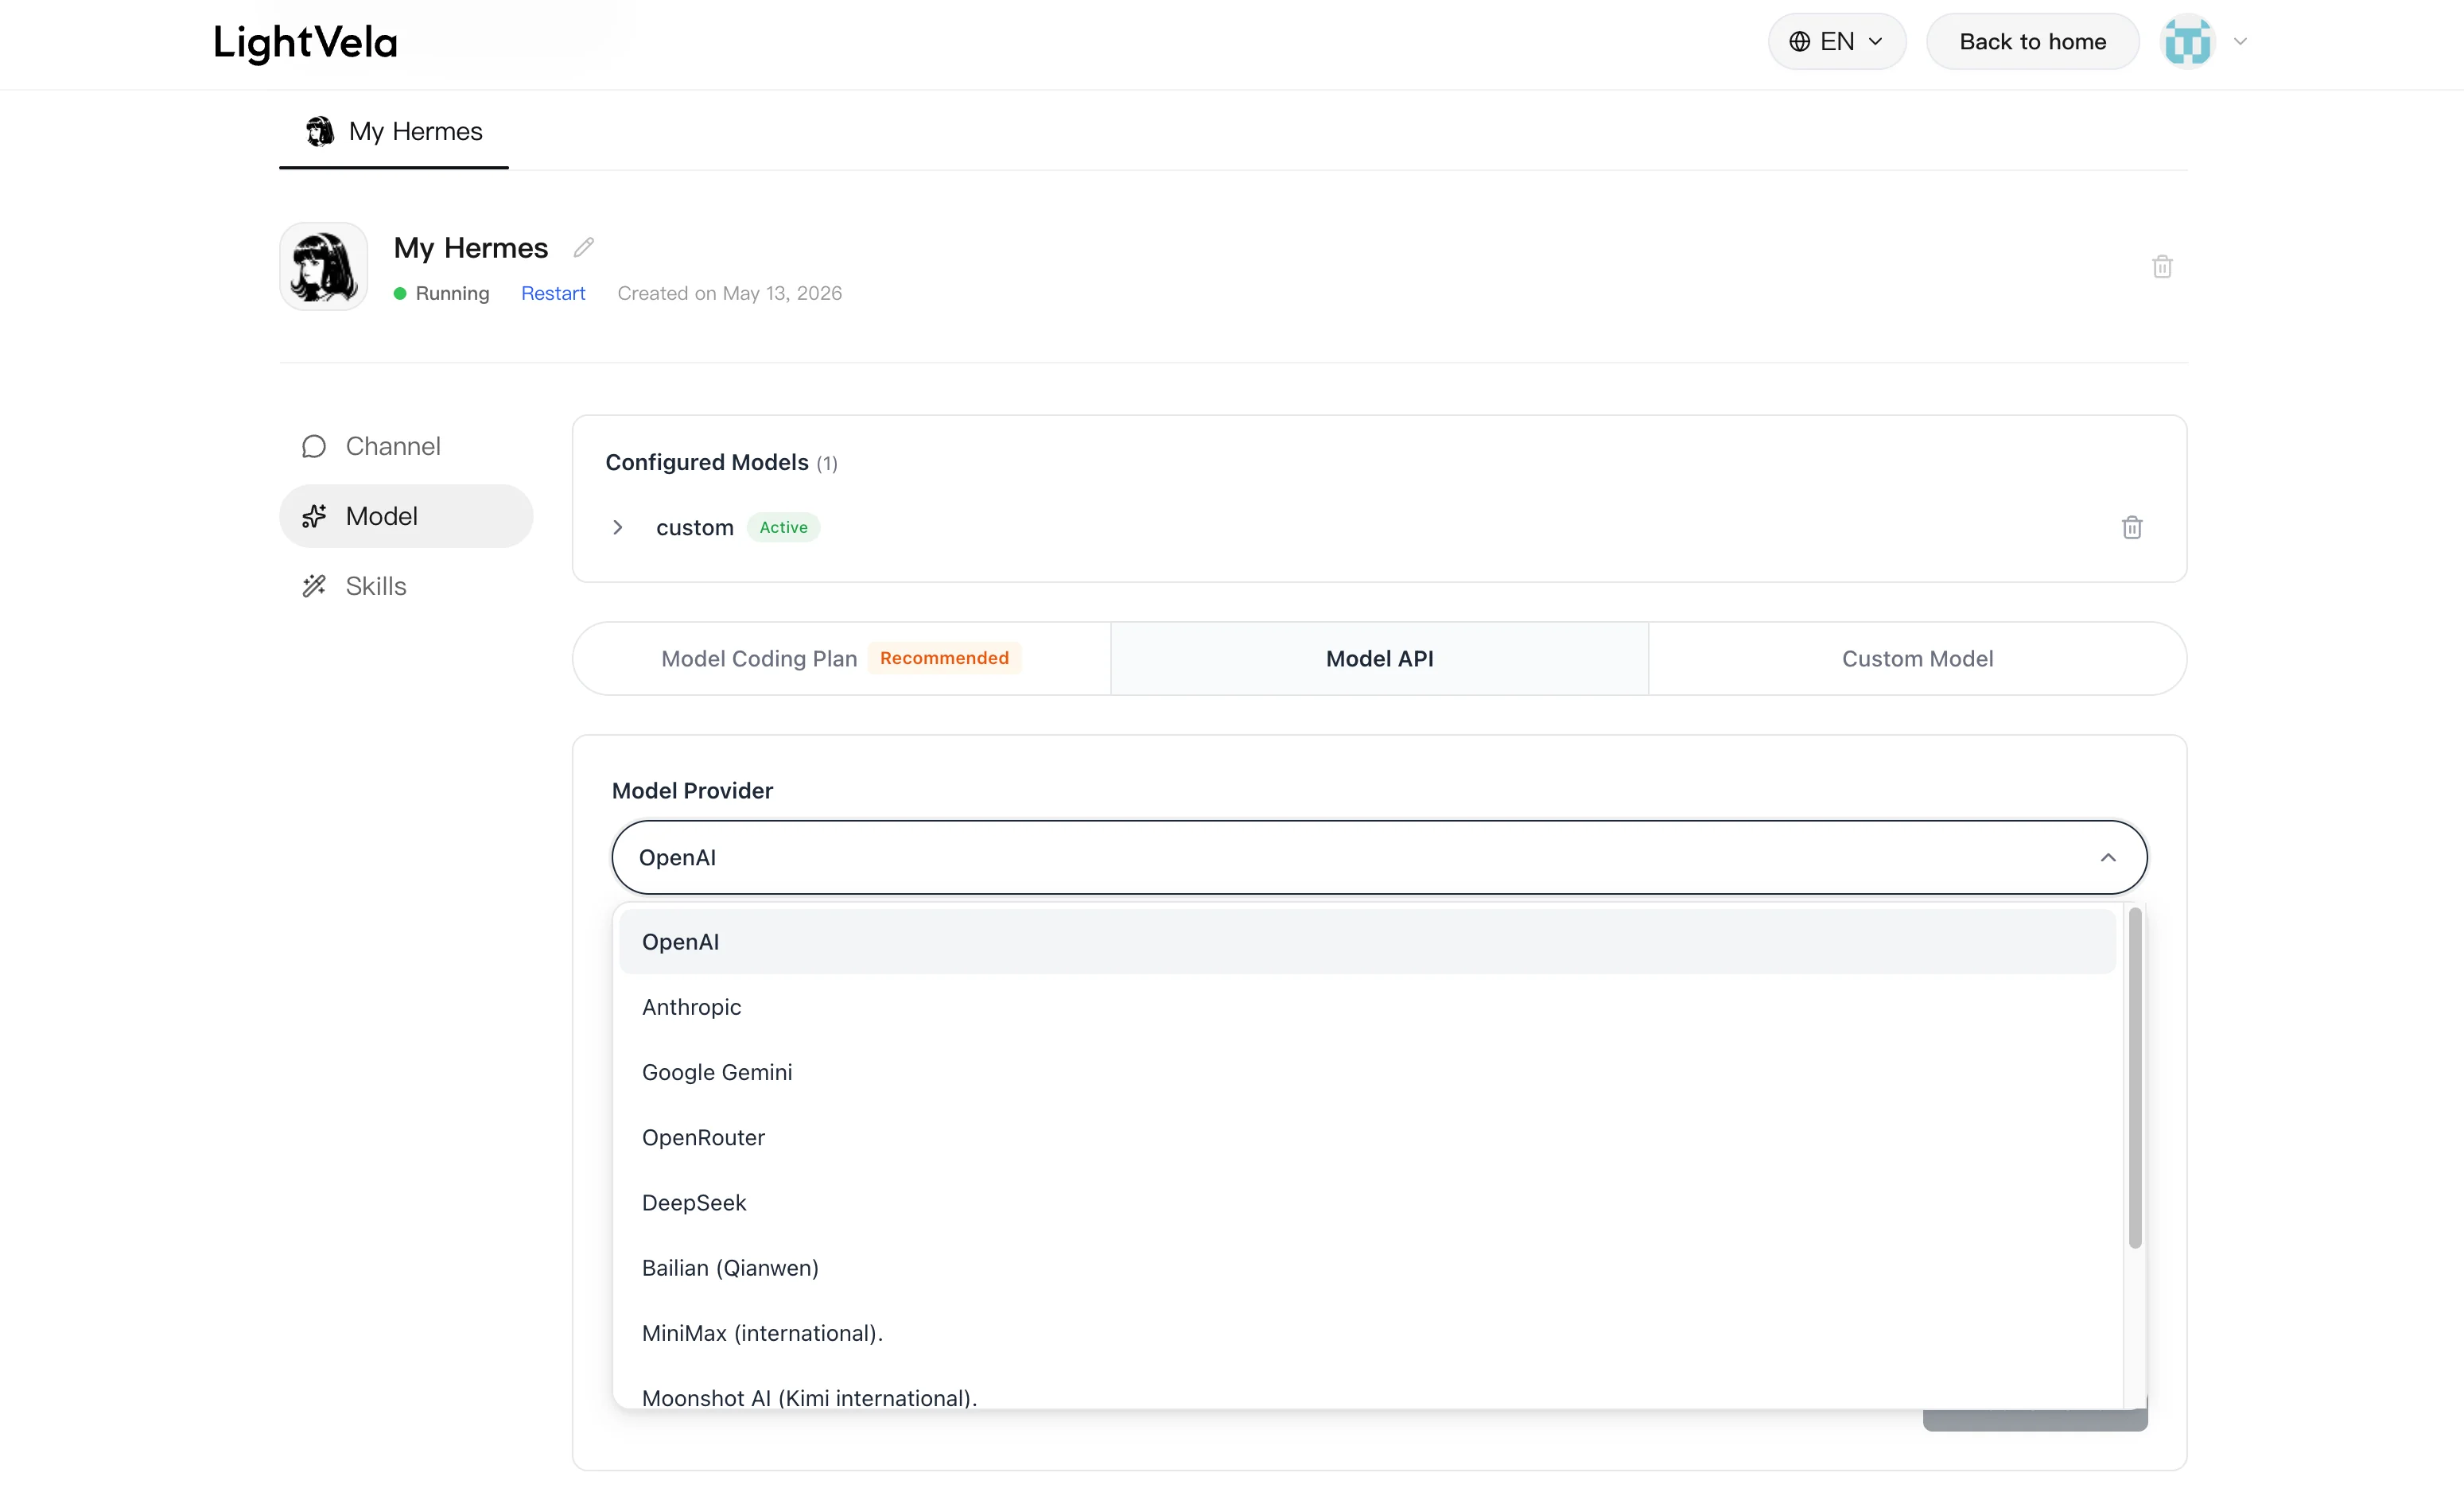 LightVela
EN
Back to home
My Hermes
My Hermes
Running Restart Created on May 13, 2026
Channel
Model
Skills
Configured Models (1)
custom Active
Model Coding Plan Recommended
Model API
Custom Model
Model Provider
OpenAI
OpenAI
Anthropic
Google Gemini
OpenRouter
DeepSeek
Bailian (Qianwen)
MiniMax (international).
Moonshot AI (Kimi international).